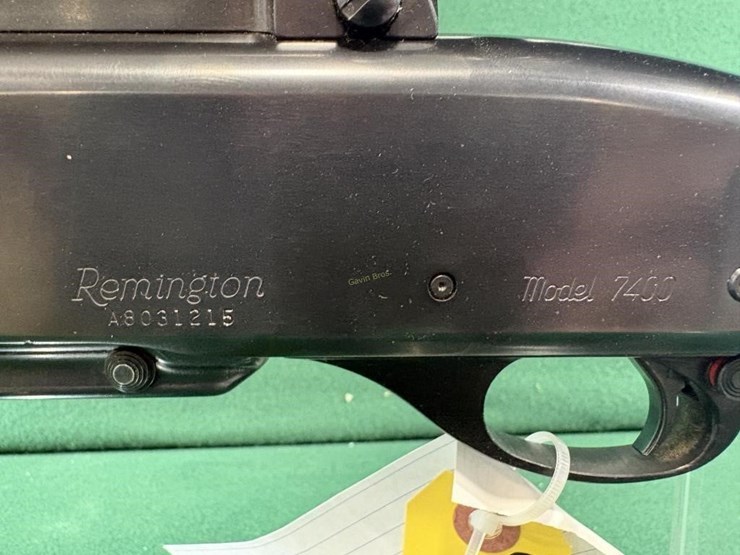 Remington
A8031215
Gavin Bros.
Model 7400